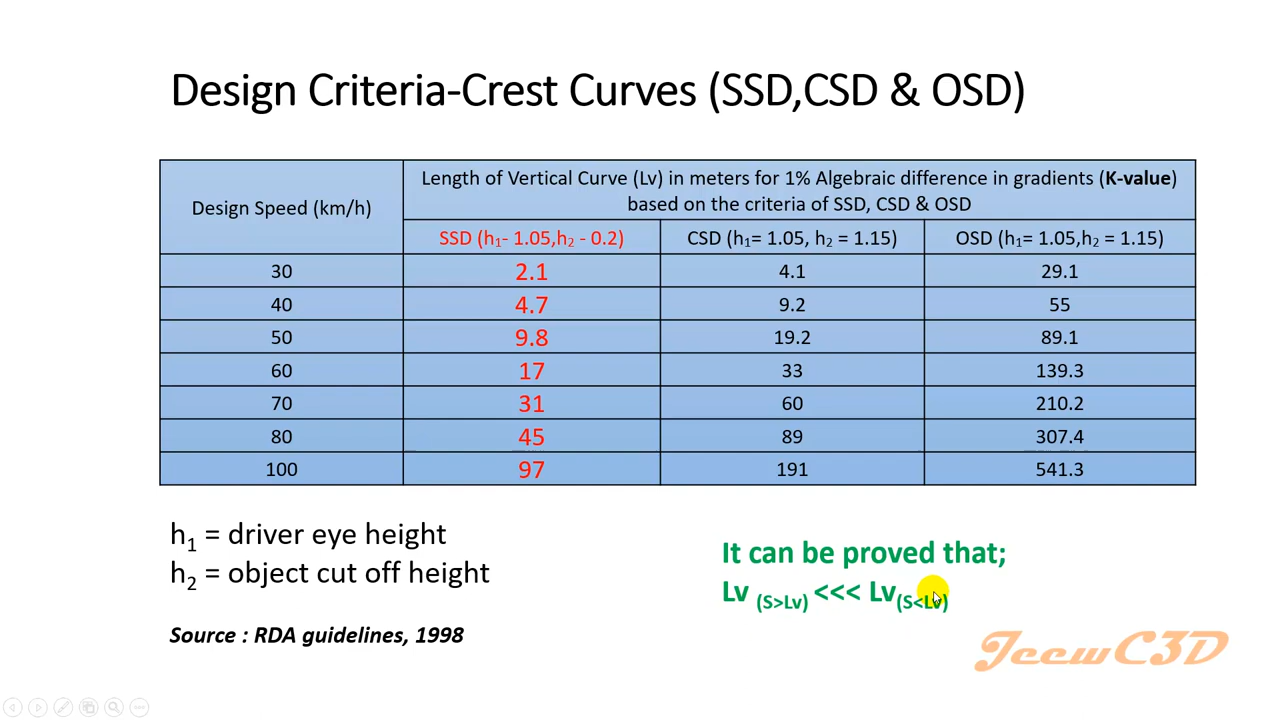 Design Criteria-Crest Curves (SSD,CSD & OSD)
Design Speed (km/h)
Length of Vertical Curve (Lv) in meters for 1% Algebraic difference in gradients (K-value)
based on the criteria of SSD, CSD & OSD
SSD (h1- 1.05,h2 - 0.2) CSD (h1= 1.05, h2 = 1.15) OSD (h1= 1.05,h2 = 1.15)
30 2.1 4.1 29.1
40 4.7 9.2 55
50 9.8 19.2 89.1
60 17 33 139.3
70 31 60 210.2
80 45 89 307.4
100 97 191 541.3
h1 = driver eye height
h2 = object cut off height
Source : RDA guidelines, 1998
It can be proved that;
Lv (S>Lv) <<< Lv(S<Lv)
JeewC3D